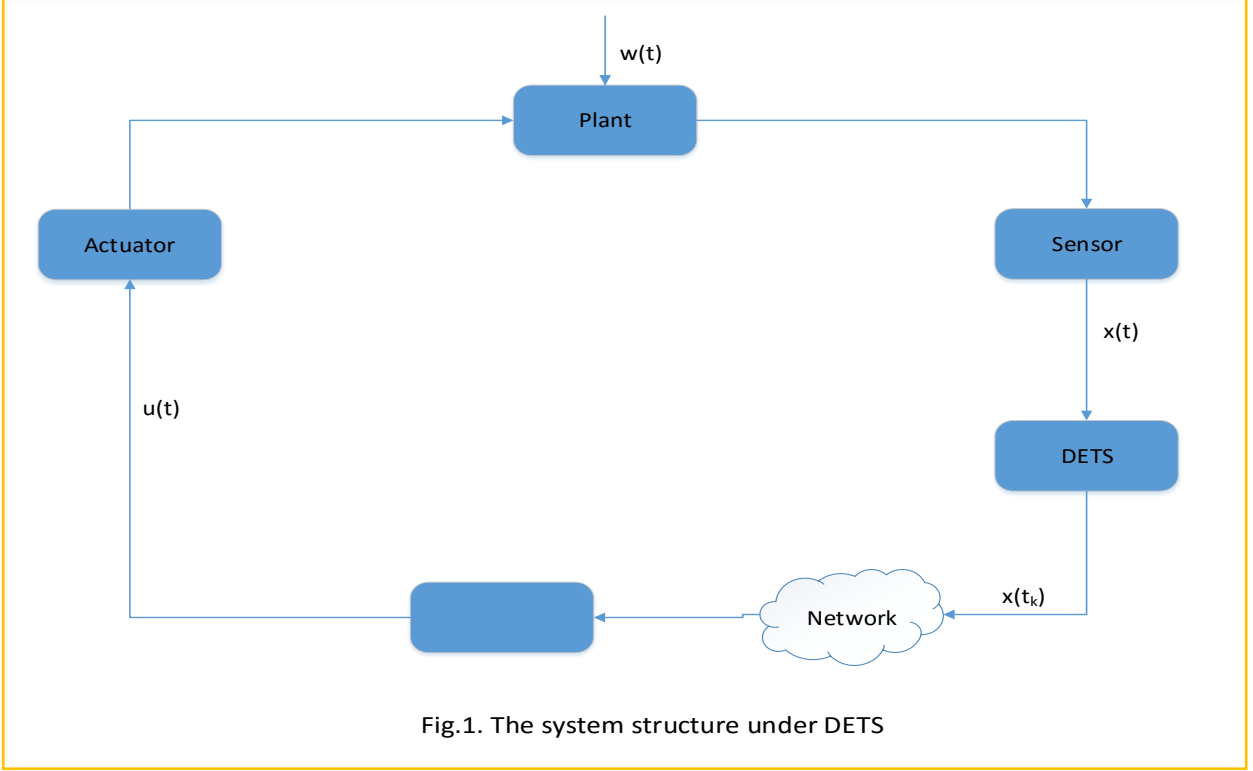 w(t)
Plant
Actuator
Sensor
x(t)
u(t)
DETS
x(tₖ)
Network
Fig.1. The system structure under DETS